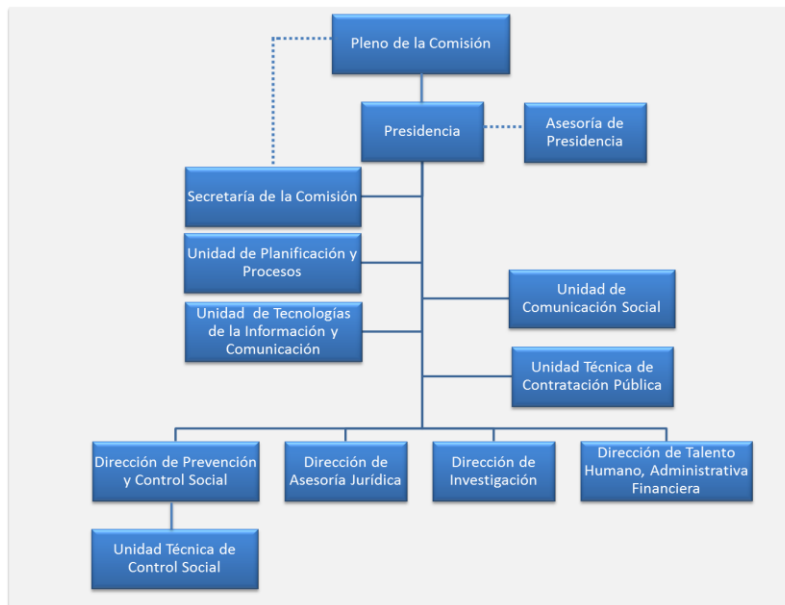 Pleno de la Comisión
Presidencia
Asesoría de
Presidencia
Secretaría de la Comisión
Unidad de Planificación y
Procesos
Unidad de Tecnologías
de la Información y
Comunicación
Unidad de
Comunicación Social
Unidad Técnica de
Contratación Pública
Dirección de Prevención
y Control Social
Dirección de
Asesoría Jurídica
Dirección de
Investigación
Dirección de Talento
Humano, Administrativa
Financiera
Unidad Técnica de
Control Social